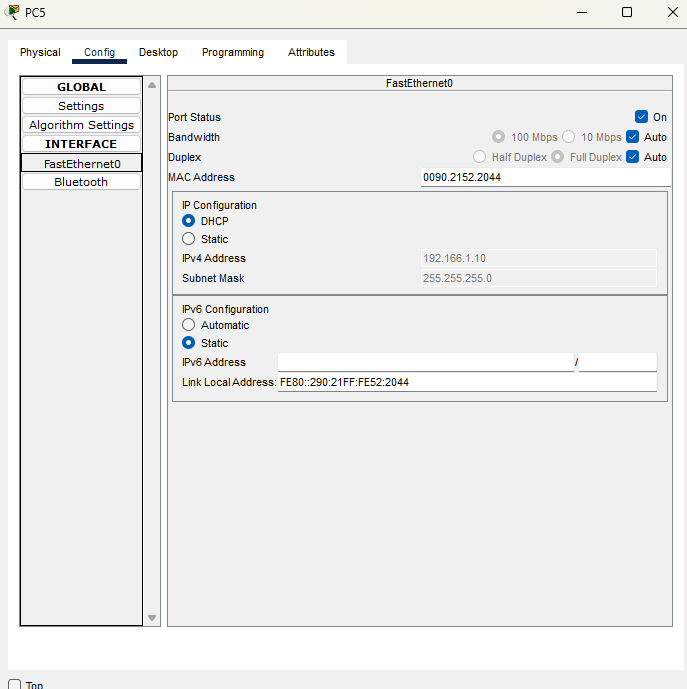 PC5
Physical Config Desktop Programming Attributes
GLOBAL
Settings
Algorithm Settings
INTERFACE
FastEthernet0
Bluetooth
FastEthernet0
Port Status On
Bandwidth 100 Mbps 10 Mbps Auto
Duplex Half Duplex Full Duplex Auto
MAC Address 0090.2152.2044
IP Configuration
DHCP
Static
IPv4 Address 192.166.1.10
Subnet Mask 255.255.255.0
IPv6 Configuration
Automatic
Static
IPv6 Address /
Link Local Address: FE80::290:21FF:FE52:2044
Top